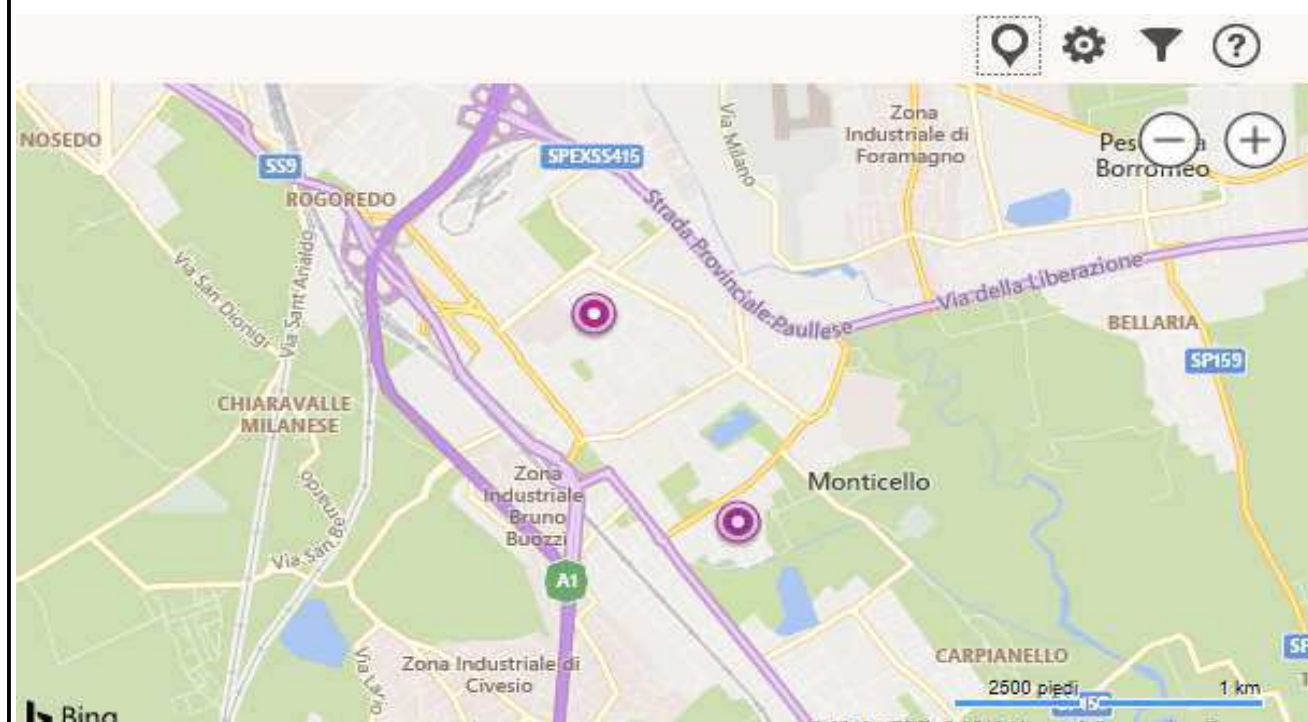 ?
NOSEDO
SS9
ROGOREDO
SPEXSS415
Via Milano
Zona
Industriale di
Foramagno
Borromeo
Via San Dionigi
Via Sant'Arialdo
Strada Provinciale Paullese
Via della Liberazione
BELLARIA
SP159
CHIARAVALLE
MILANESE
Zona
Industriale
Bruno
Buozzi
Monticello
Via San Bernardo
A1
Via Lario
Zona Industriale di
Civesio
CARPIANELLO
2500 piedi
1 km
Bing